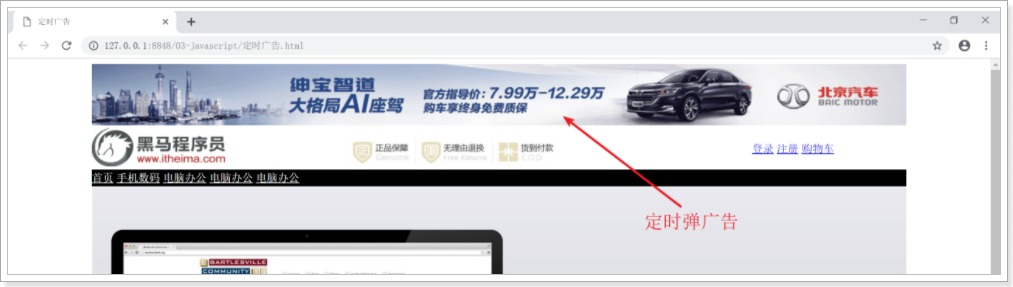 定时广告
127.0.0.1:8848/03-javascript/定时广告.html
绅宝智道
大格局AI座驾
官方指导价: 7.99万-12.29万
购车享终身免费质保
北京汽车
BAIC MOTOR
黑马程序员
www.itheima.com
正品保障
Genuine
无理由退换
Free Returns
货到付款
C.O.D
登录 注册 购物车
首页 手机数码 电脑办公 电脑办公 电脑办公
定时弹广告
BARTLESVILLE
COMMUNITY